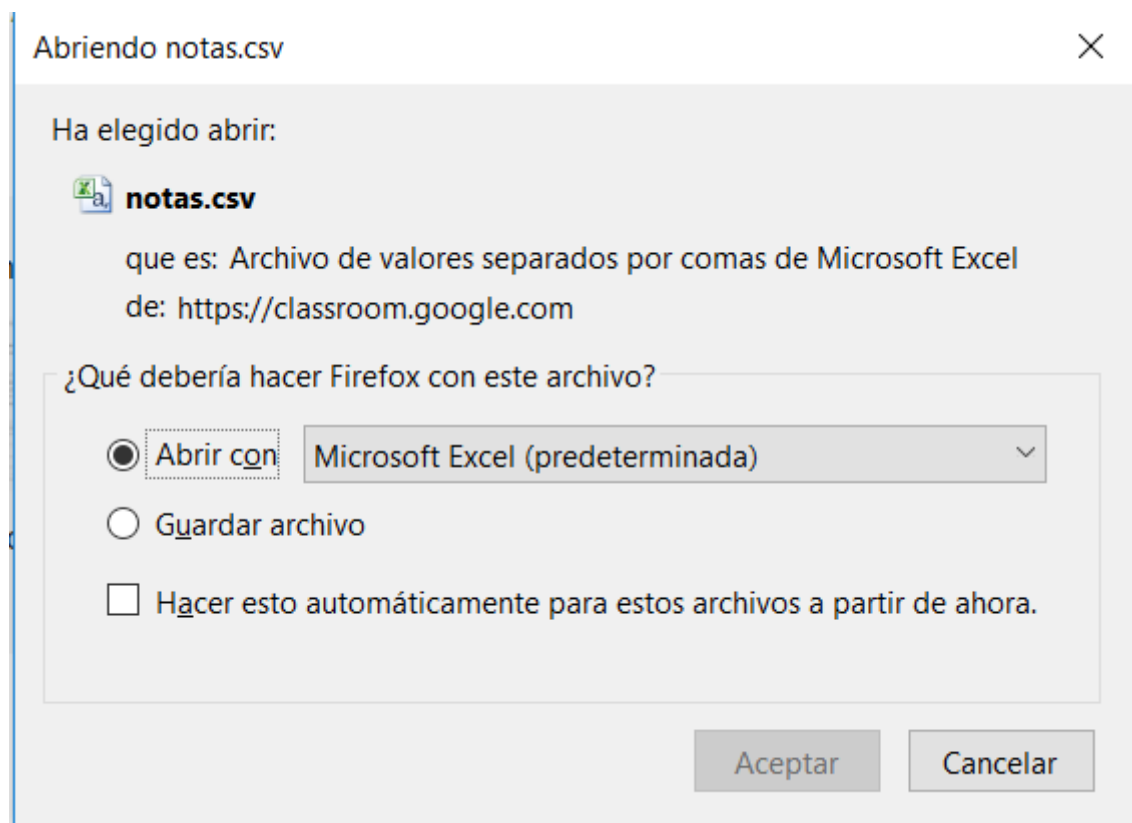 Abriendo notas.csv
Ha elegido abrir:
notas.csv
que es: Archivo de valores separados por comas de Microsoft Excel
de: https://classroom.google.com
¿Qué debería hacer Firefox con este archivo?
Abrir con Microsoft Excel (predeterminada)
Guardar archivo
Hacer esto automáticamente para estos archivos a partir de ahora.
Aceptar Cancelar